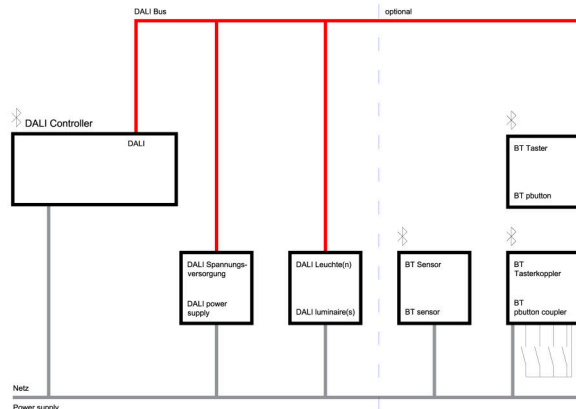 DALI Bus
optional
DALI Controller
DALI
BT Taster
BT pbutton
DALI Spannungs-
versorgung
DALI power
supply
DALI Leuchte(n)
DALI luminaire(s)
BT Sensor
BT sensor
BT
Tasterkoppler
BT
pbutton coupler
Netz
Power supply